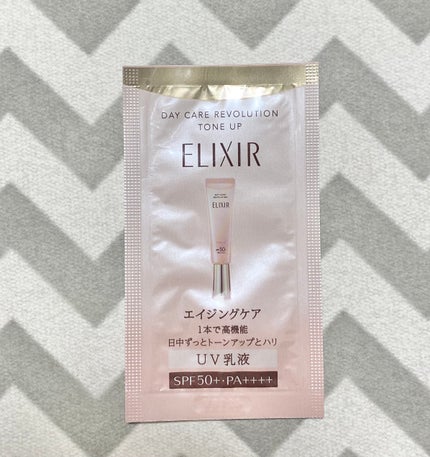 DAY CARE REVOLUTION
TONE UP
ELIXIR
ELIXIR
エイジングケア
1本で高機能
日中ずっとトーンアップとハリ
UV乳液
SPF50+・PA++++